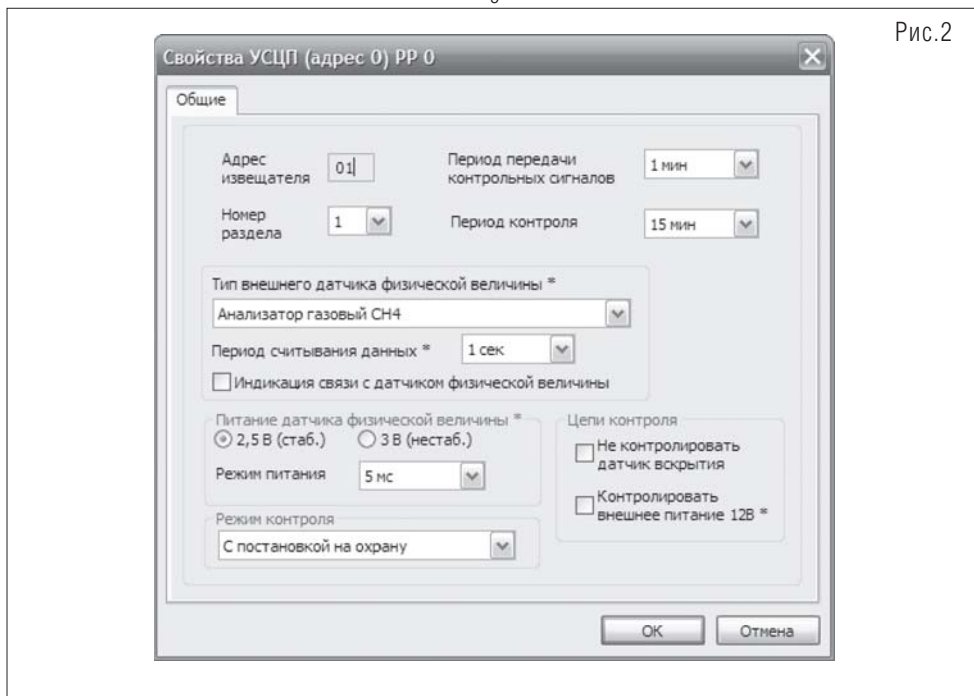 Рис.2
Свойства УСЦП (адрес 0) РР 0
Общие
Адрес
извещателя
01
Период передачи
контрольных сигналов
1 мин
Номер
раздела
1
Период контроля
15 мин
Тип внешнего датчика физической величины *
Анализатор газовый CH4
Период считывания данных *
1 сек
Индикация связи с датчиком физической величины
Питание датчика физической величины *
2,5 В (стаб.)
3 В (нестаб.)
Режим питания
5 мс
Цепи контроля
Не контролировать
датчик вскрытия
Контролировать
внешнее питание 12В *
Режим контроля
С постановкой на охрану
OK
Отмена